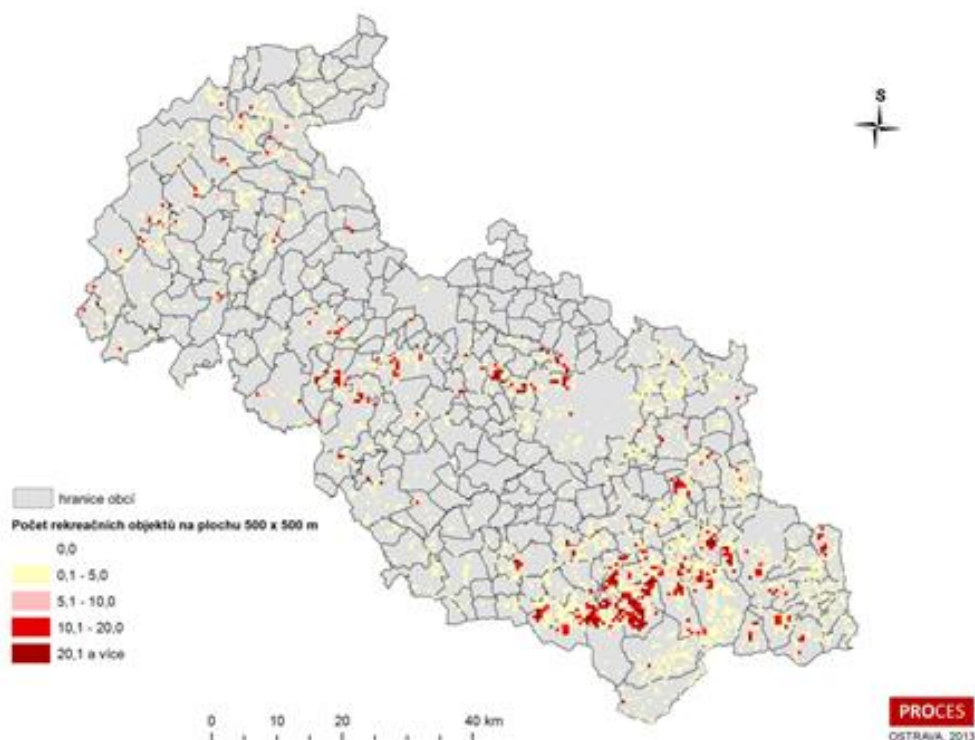 S
hranice obcí
Počet rekreačních objektů na plochu 500 x 500 m
0,0
0,1 - 5,0
5,1 - 10,0
10,1 - 20,0
20,1 a více
0 10 20 40 km
PROCES
OSTRAVA, 2013